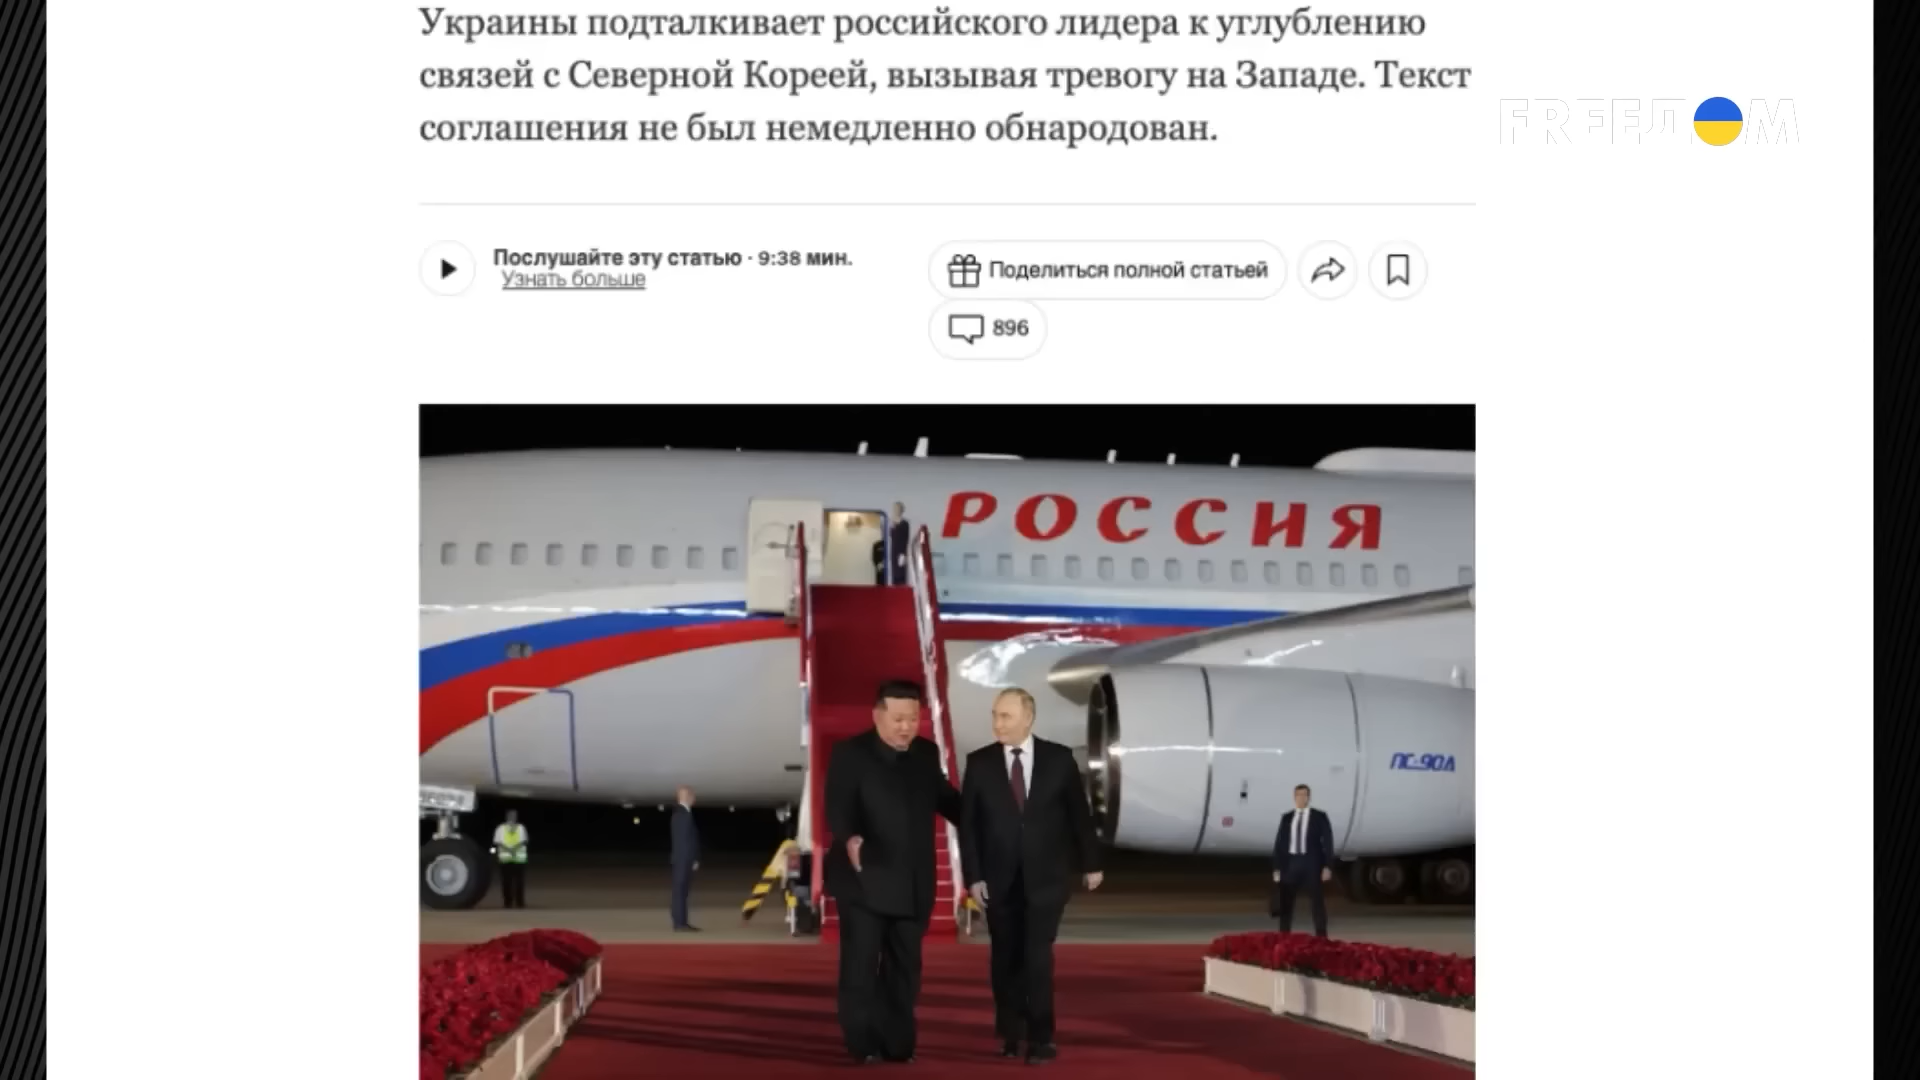 Украины подталкивает российского лидера к углублению
связей с Северной Кореей, вызывая тревогу на Западе. Текст
соглашения не был немедленно обнародован.
FREEДOM
Послушайте эту статью · 9:38 мин.
Узнать больше
Поделиться полной статьей
896
РОССИЯ
ПС-90А